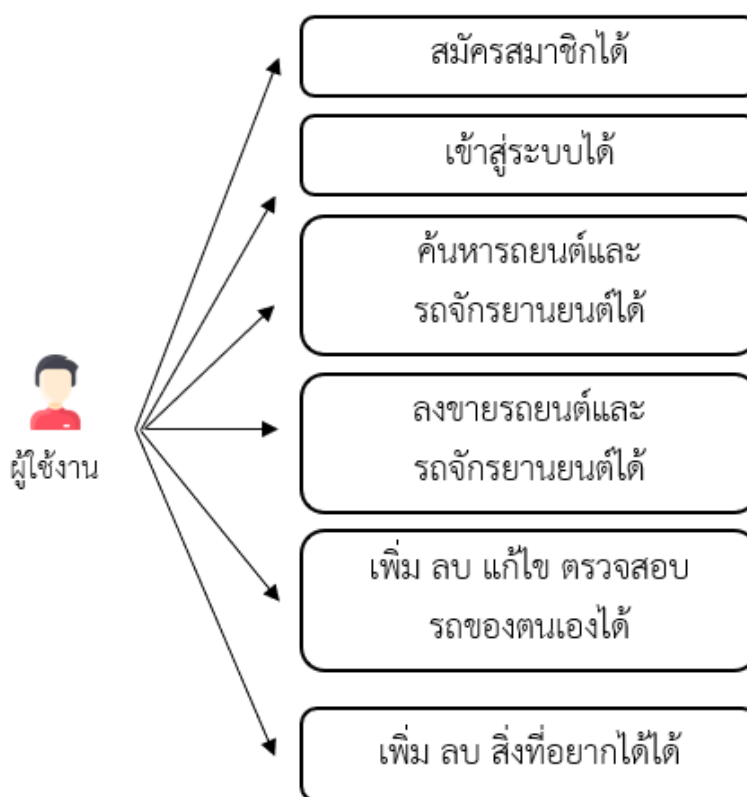 สมัครสมาชิกได้
เข้าสู่ระบบได้
ค้นหารถยนต์และ
รถจักรยานยนต์ได้
ลงขายรถยนต์และ
รถจักรยานยนต์ได้
ผู้ใช้งาน
เพิ่ม ลบ แก้ไข ตรวจสอบ
รถของตนเองได้
เพิ่ม ลบ สิ่งที่อยากได้ได้